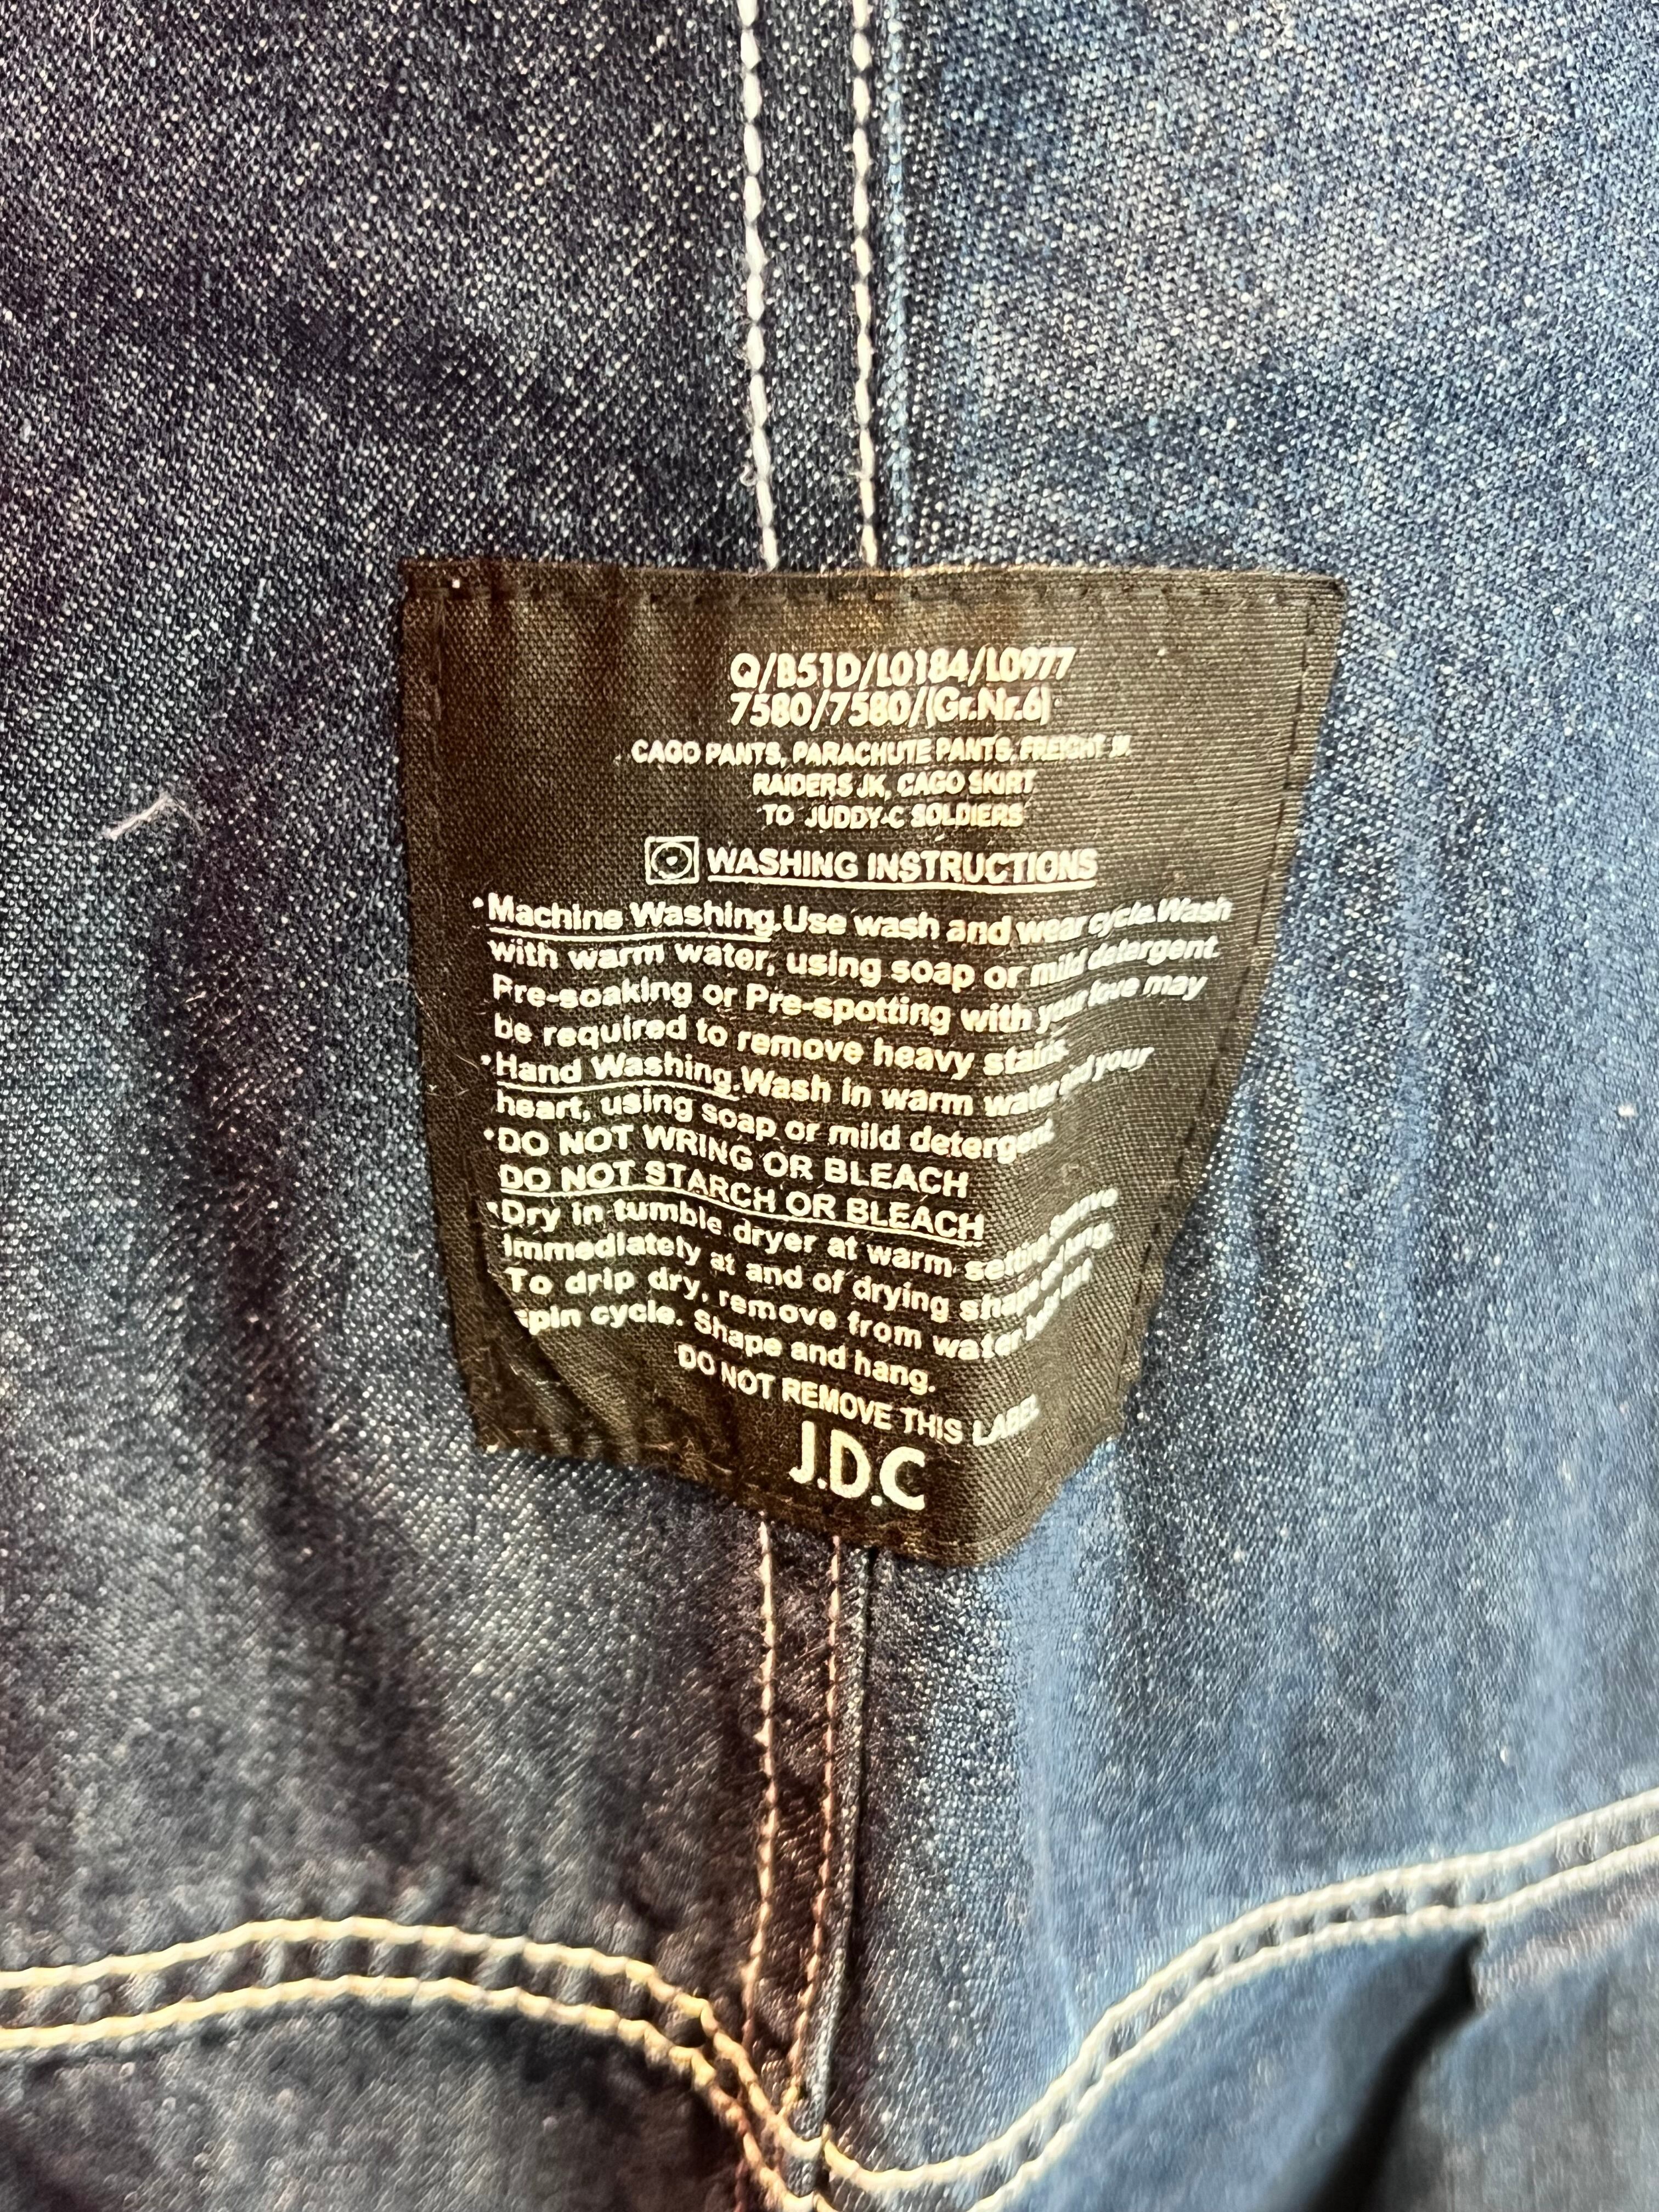 Q/B51D/L0184/L0977
7580/7580/(Gr.Nr.6)
CAGO PANTS, PARACHUTE PANTS, FREIGHT JK,
RAIDERS JK, CAGO SKIRT
TO JUDDY-C SOLDIERS
WASHING INSTRUCTIONS
•Machine Washing.Use wash and wear cycle.Wash
with warm water, using soap or mild detergent.
Pre-soaking or Pre-spotting with your love may
be required to remove heavy stains.
•Hand Washing.Wash in warm water and your
heart, using soap or mild detergent.
•DO NOT WRING OR BLEACH
DO NOT STARCH OR BLEACH
•Dry in tumble dryer at warm setting. remove
immediately at and of drying shape and jung.
To drip dry, remove from water
spin cycle. Shape and hang.
DO NOT REMOVE THIS LABEL
J.D.C